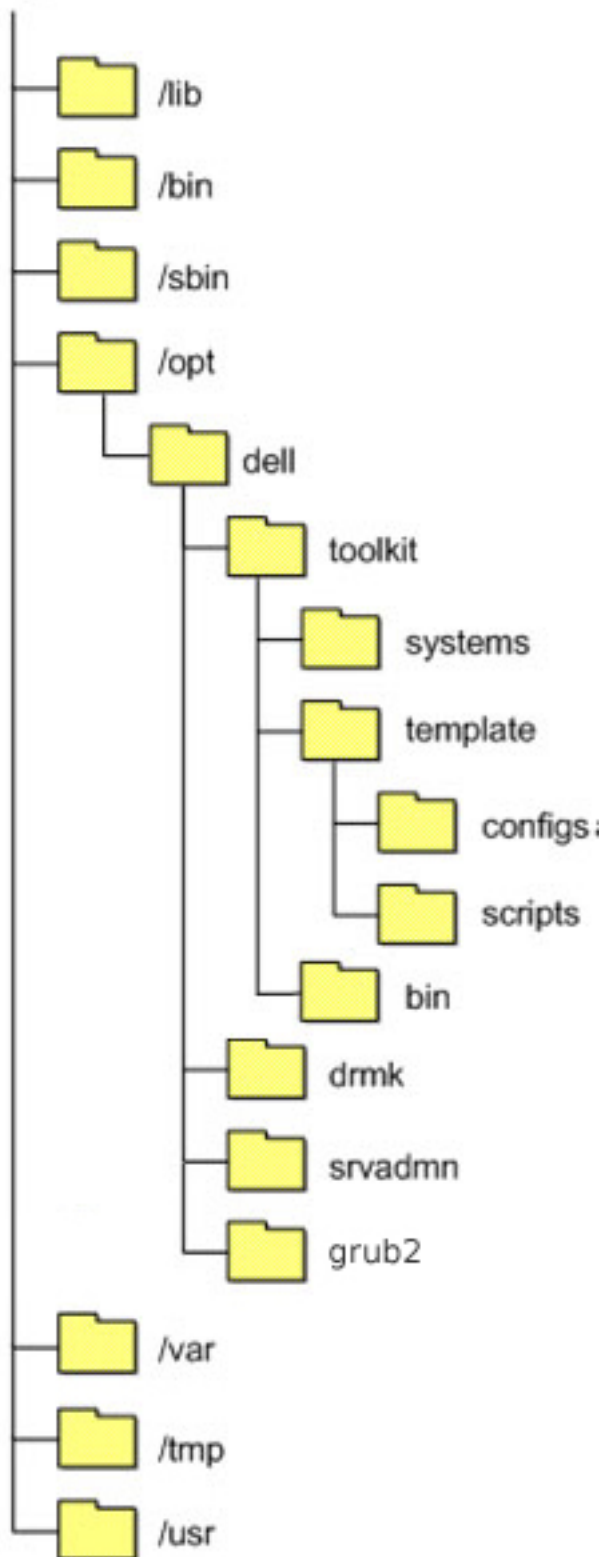 /lib
/bin
/sbin
/opt
dell
toolkit
systems
template
configs a
scripts
bin
drmk
srvadmn
grub2
/var
/tmp
/usr